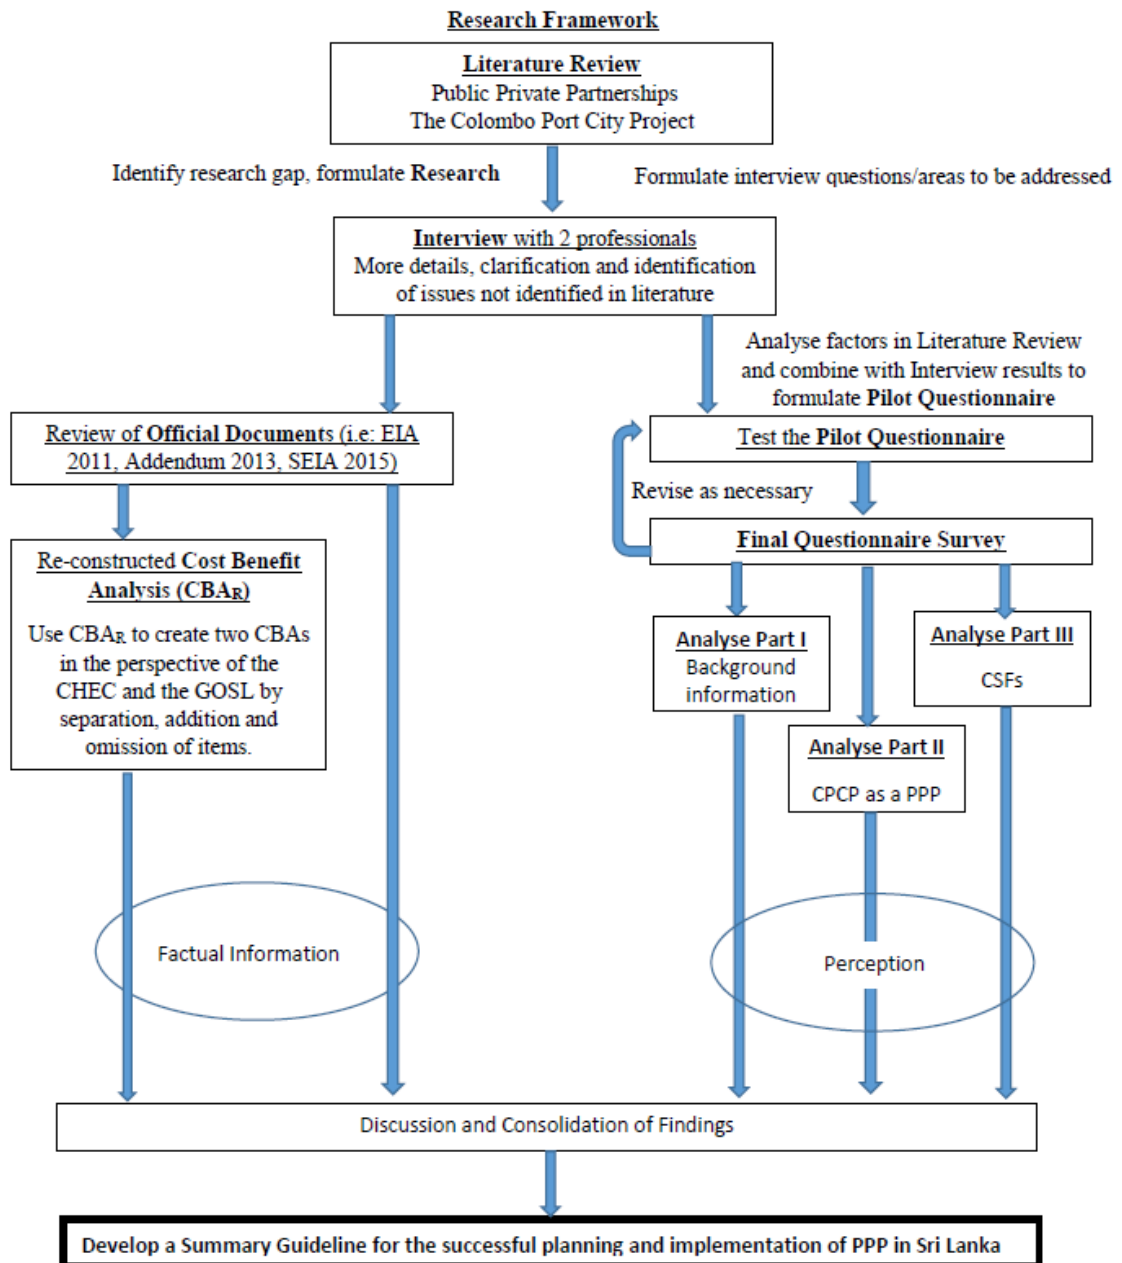 Research Framework
Literature Review
Public Private Partnerships
The Colombo Port City Project
Identify research gap, formulate Research
Formulate interview questions/areas to be addressed
Interview with 2 professionals
More details, clarification and identification
of issues not identified in literature
Analyse factors in Literature Review
and combine with Interview results to
formulate Pilot Questionnaire
Review of Official Documents (i.e: EIA
2011, Addendum 2013, SEIA 2015)
Test the Pilot Questionnaire
Revise as necessary
Final Questionnaire Survey
Re-constructed Cost Benefit
Analysis (CBAR)
Use CBAR to create two CBAs
in the perspective of the
CHEC and the GOSL by
separation, addition and
omission of items.
Analyse Part I
Background
information
Analyse Part II
CPCP as a PPP
Analyse Part III
CSFs
Factual Information
Perception
Discussion and Consolidation of Findings
Develop a Summary Guideline for the successful planning and implementation of PPP in Sri Lanka